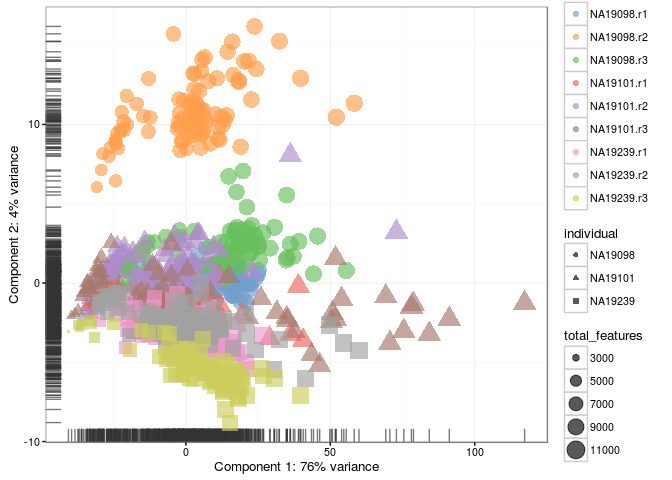 10
0
-10
Component 2: 4% variance
0
50
100
Component 1: 76% variance
NA19098.r1
NA19098.r2
NA19098.r3
NA19101.r1
NA19101.r2
NA19101.r3
NA19239.r1
NA19239.r2
NA19239.r3
individual
NA19098
NA19101
NA19239
total_features
3000
5000
7000
9000
11000